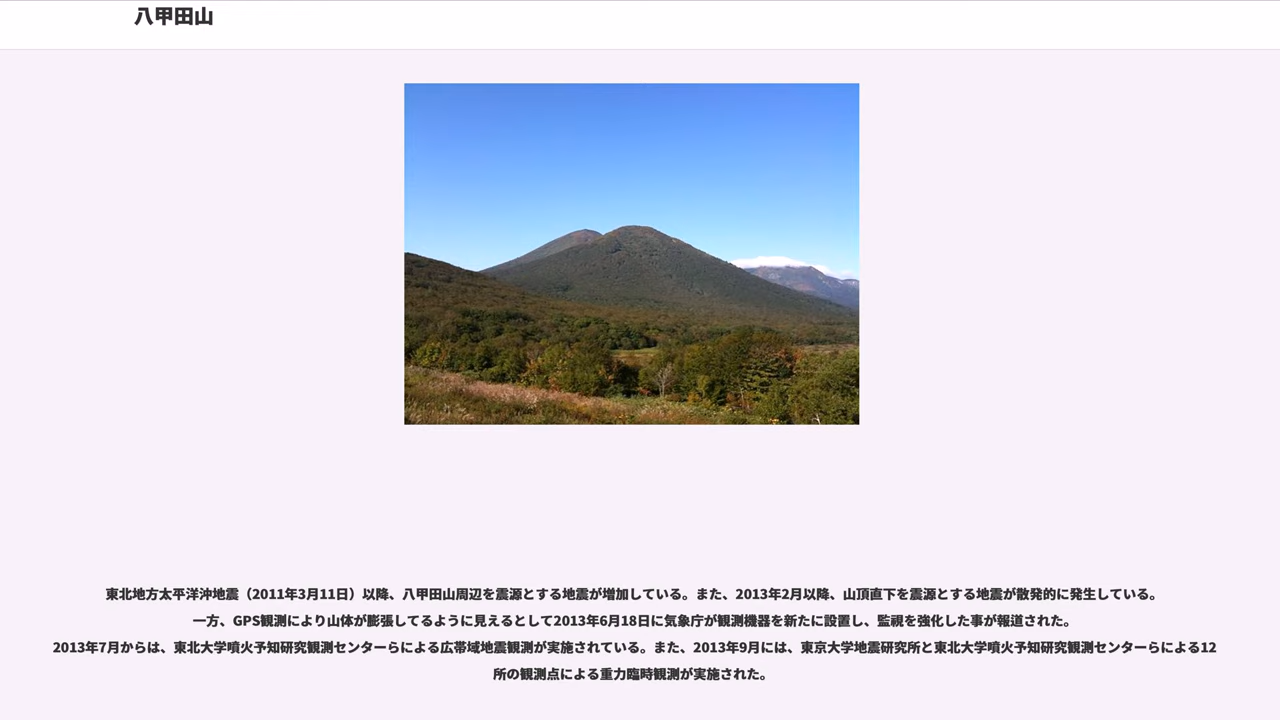 八甲田山
東北地方太平洋沖地震（2011年3月11日）以降、八甲田山周辺を震源とする地震が増加している。また、2013年2月以降、山頂直下を震源とする地震が散発的に発生している。
一方、GPS観測により山体が膨張してるように見えるとして2013年6月18日に気象庁が観測機器を新たに設置し、監視を強化した事が報道された。
2013年7月からは、東北大学噴火予知研究観測センターらによる広帯域地震観測が実施されている。また、2013年9月には、東京大学地震研究所と東北大学噴火予知研究観測センターらによる12
所の観測点による重力臨時観測が実施された。